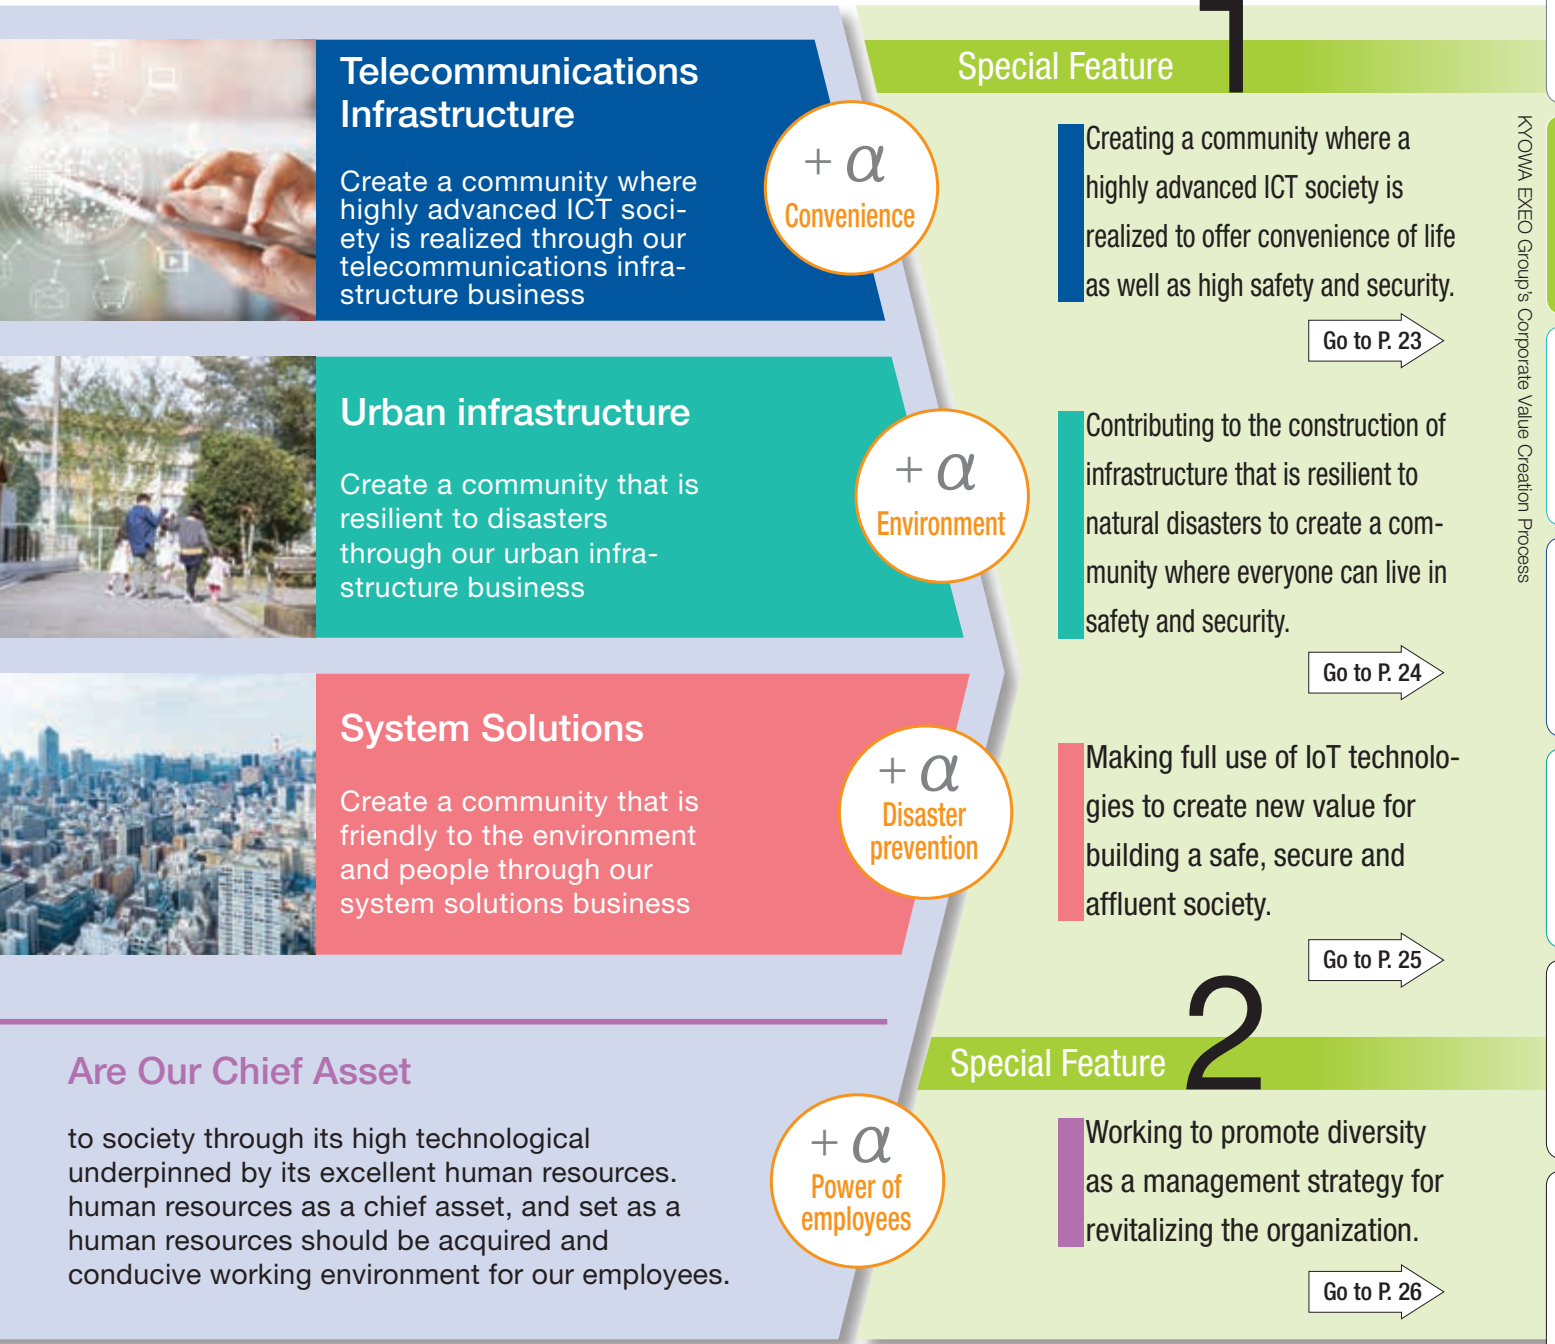 Telecommunications
Infrastructure
Create a community where
highly advanced ICT soci-
ety is realized through our
telecommunications infra-
structure business
+ α
Convenience
Urban infrastructure
Create a community that is
resilient to disasters
through our urban infra-
structure business
+ α
Environment
System Solutions
Create a community that is
friendly to the environment
and people through our
system solutions business
+ α
Disaster
prevention
Are Our Chief Asset
to society through its high technological
underpinned by its excellent human resources.
human resources as a chief asset, and set as a
human resources should be acquired and
conducive working environment for our employees.
+ α
Power of
employees
Special Feature 1
Creating a community where a
highly advanced ICT society is
realized to offer convenience of life
as well as high safety and security.
Go to P. 23
Contributing to the construction of
infrastructure that is resilient to
natural disasters to create a com-
munity where everyone can live in
safety and security.
Go to P. 24
Making full use of IoT technolo-
gies to create new value for
building a safe, secure and
affluent society.
Go to P. 25
Special Feature 2
Working to promote diversity
as a management strategy for
revitalizing the organization.
Go to P. 26
KYOWA EXEO Group's Corporate Value Creation Process